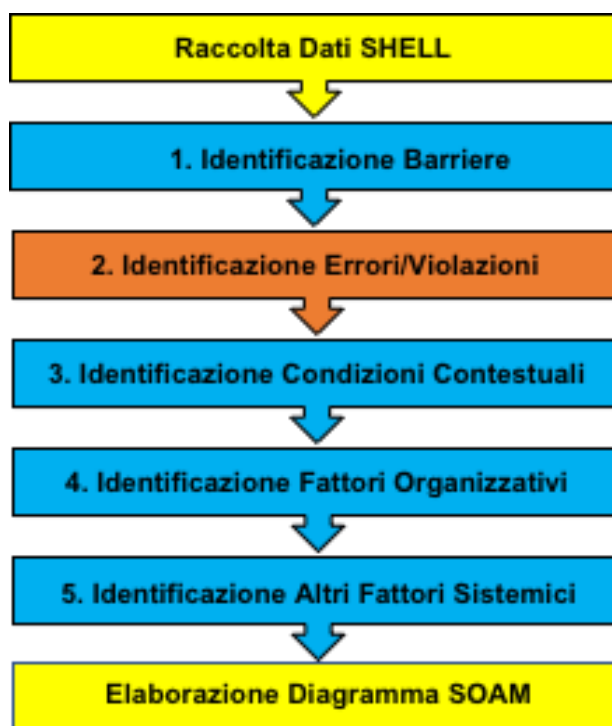 Raccolta Dati SHELL
1. Identificazione Barriere
2. Identificazione Errori/Violazioni
3. Identificazione Condizioni Contestuali
4. Identificazione Fattori Organizzativi
5. Identificazione Altri Fattori Sistemici
Elaborazione Diagramma SOAM